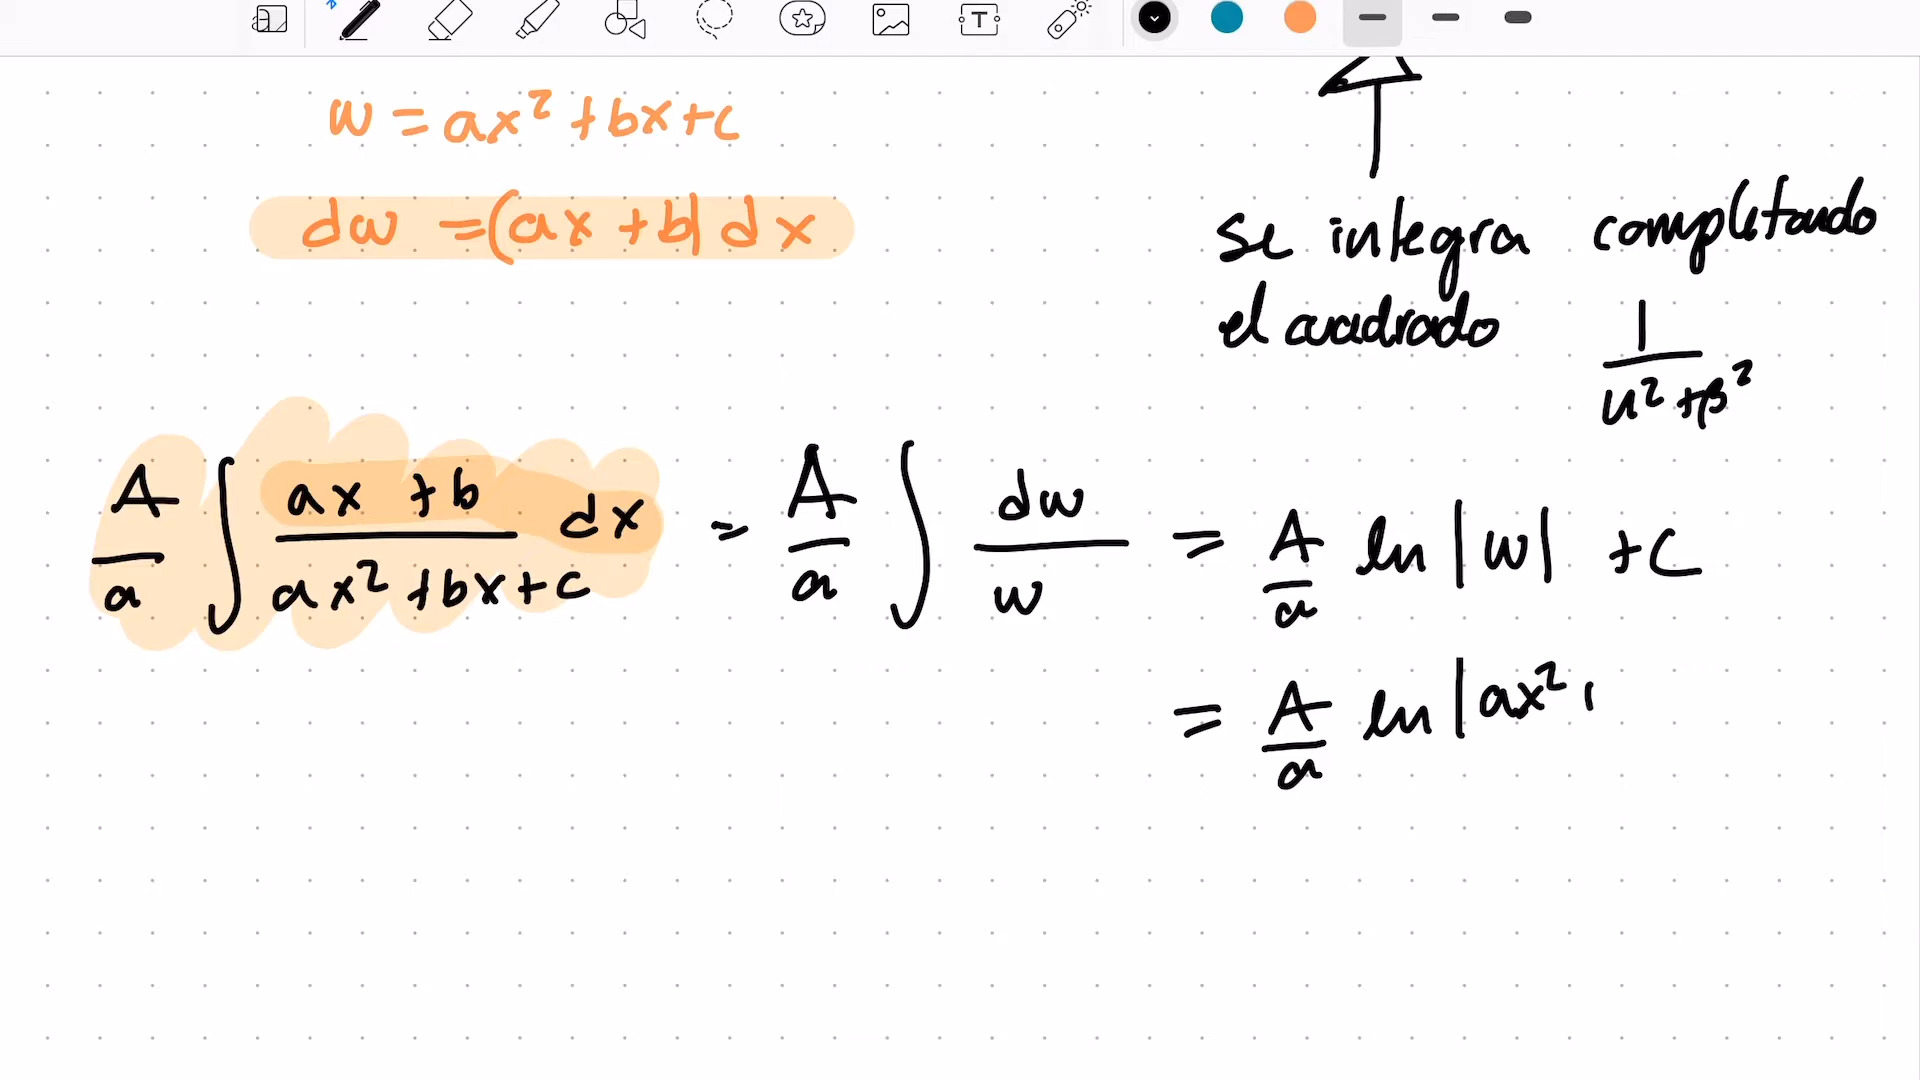 w = ax² + bx + c
dw = (ax + b) dx
se integra completando
el cuadrado 1/(u² + β²)
A/a ∫ (ax + b)/(ax² + bx + c) dx = A/a ∫ dw/w = A/a ln |w| + C
= A/a ln |ax²